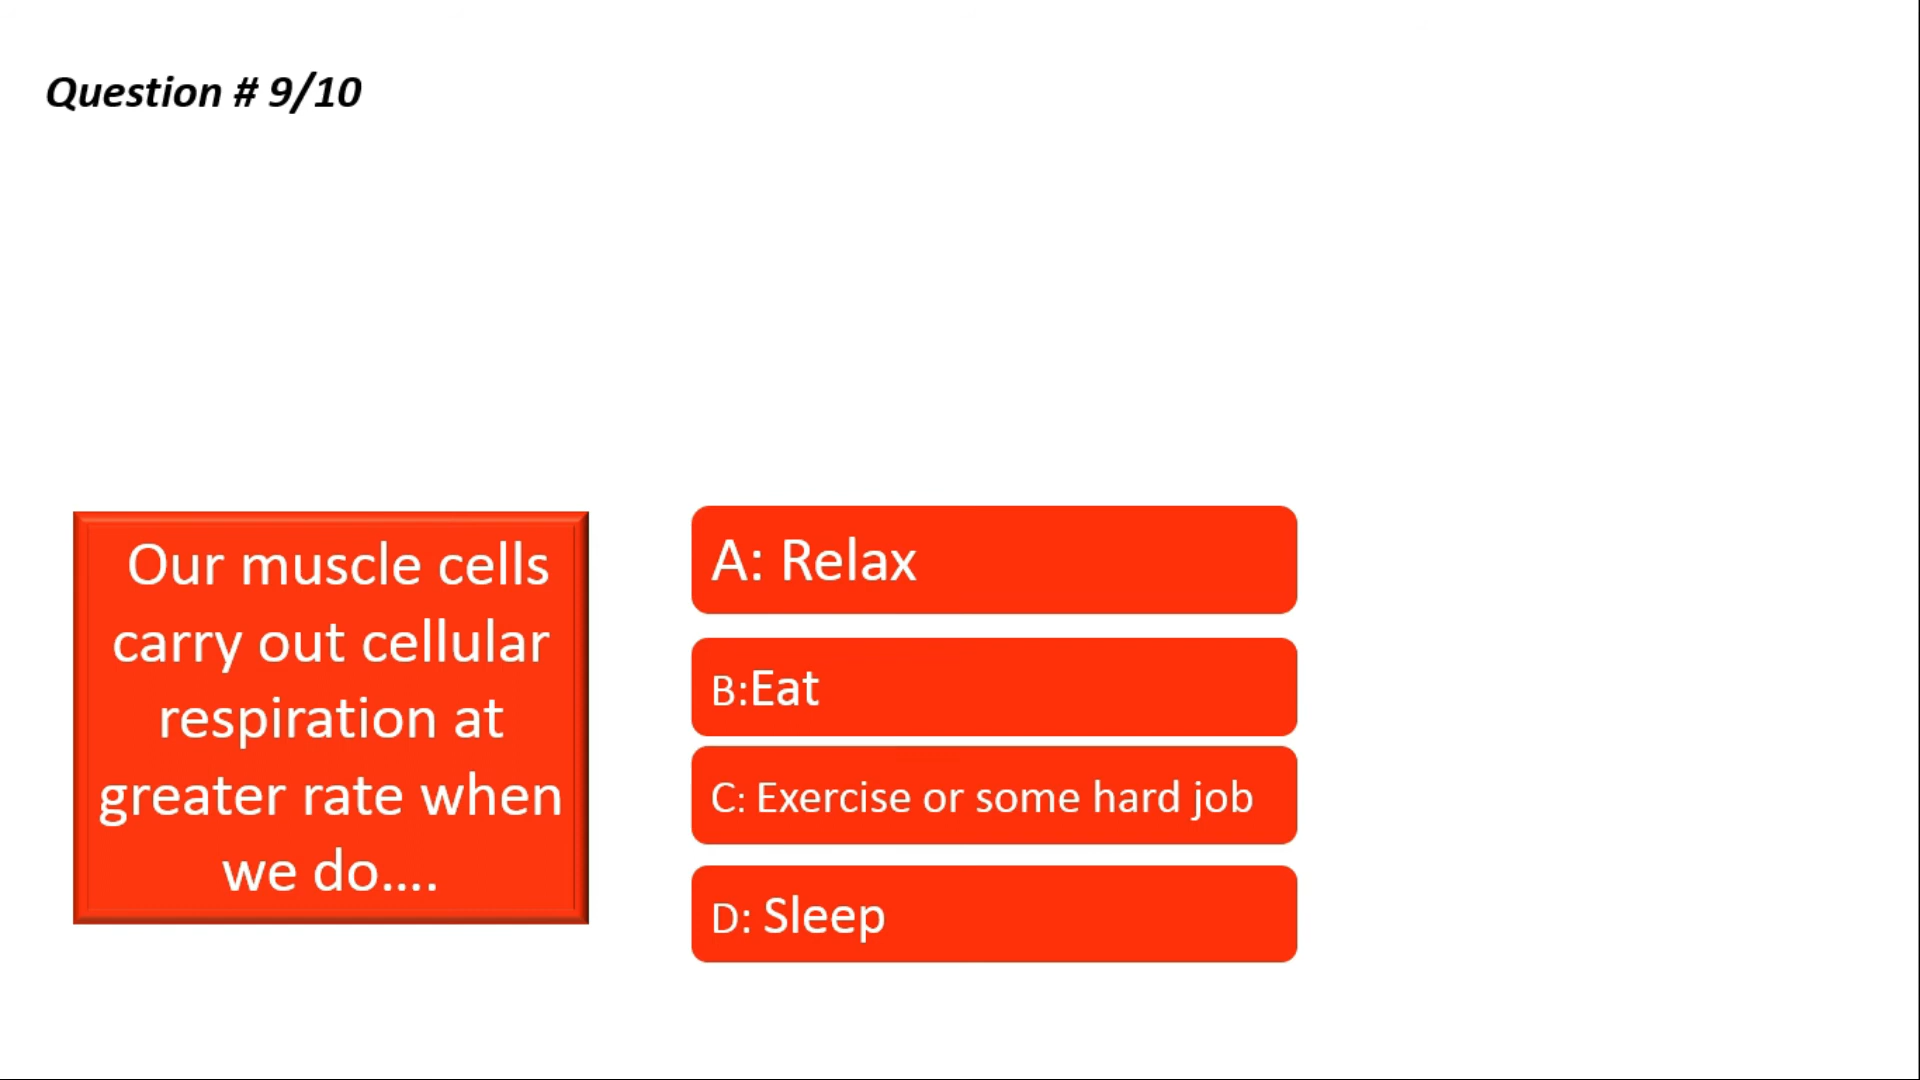 Question # 9/10
Our muscle cells
carry out cellular
respiration at
greater rate when
we do....
A: Relax
B:Eat
C: Exercise or some hard job
D: Sleep